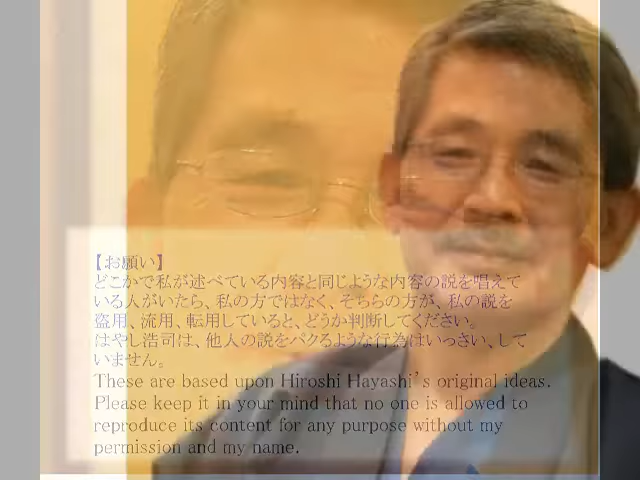 【お願い】
どこかで私が述べている内容と同じような内容の説を唱えて
いる人がいたら、私の方ではなく、そちらの方が、私の説を
盗用、流用、転用していると、どうか判断してください。
はやし浩司は、他人の説をパクるような行為はいっさい、して
いません。
These are based upon Hiroshi Hayashi's original ideas.
Please keep it in your mind that no one is allowed to
reproduce its content for any purpose without my
permission and my name.